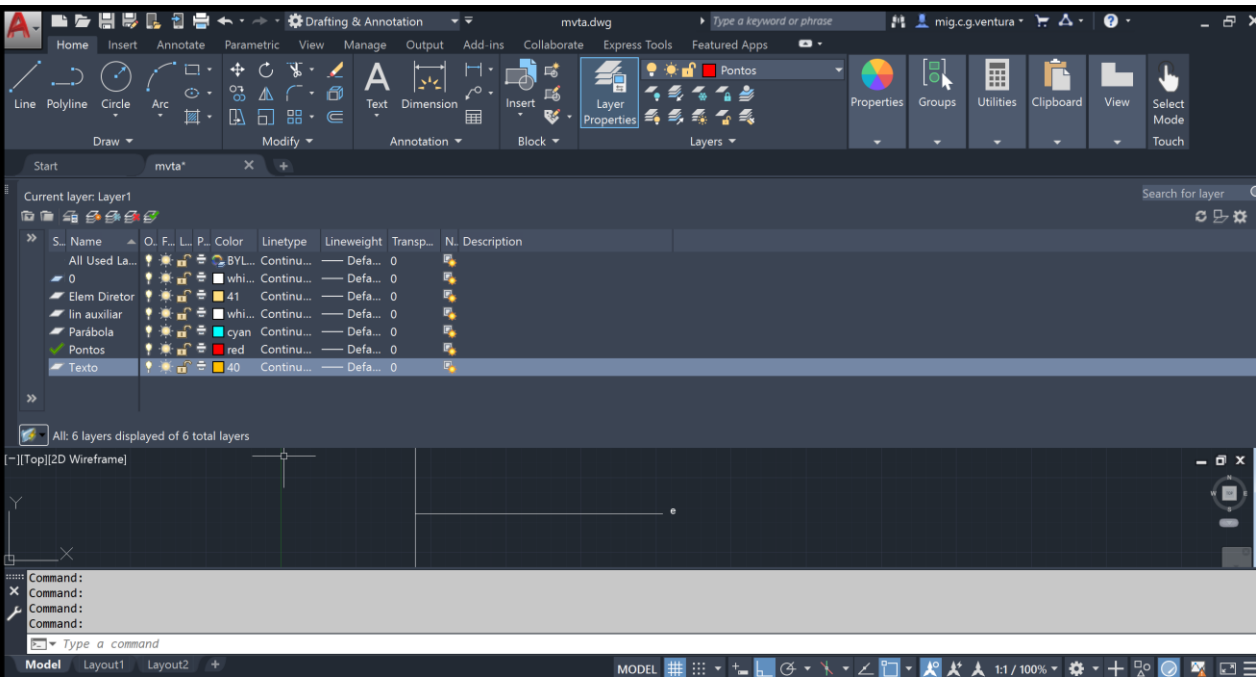 A Drafting & Annotation mvta.dwg Type a keyword or phrase mig.c.g.ventura
Home Insert Annotate Parametric View Manage Output Add-ins Collaborate Express Tools Featured Apps
Pontos
Line Polyline Circle Arc Text Dimension Insert Layer Properties Properties Groups Utilities Clipboard View Select Mode
Draw Modify Annotation Block Layers Touch
Start mvta* +
Current layer: Layer1 Search for layer
S.. Name O.. F... L... P... Color Linetype Lineweight Transp... N.. Description
All Used La... BYL... Continu... Defa... 0
0 whi... Continu... Defa... 0
Elem Diretor 41 Continu... Defa... 0
lin auxiliar whi... Continu... Defa... 0
Parábola cyan Continu... Defa... 0
Pontos red Continu... Defa... 0
Texto 40 Continu... Defa... 0
All: 6 layers displayed of 6 total layers
[−][Top][2D Wireframe]
N
W E
S
Y
e
X
Command:
Command:
Command:
Command:
Type a command
Model Layout1 Layout2 + MODEL 1:1 / 100%